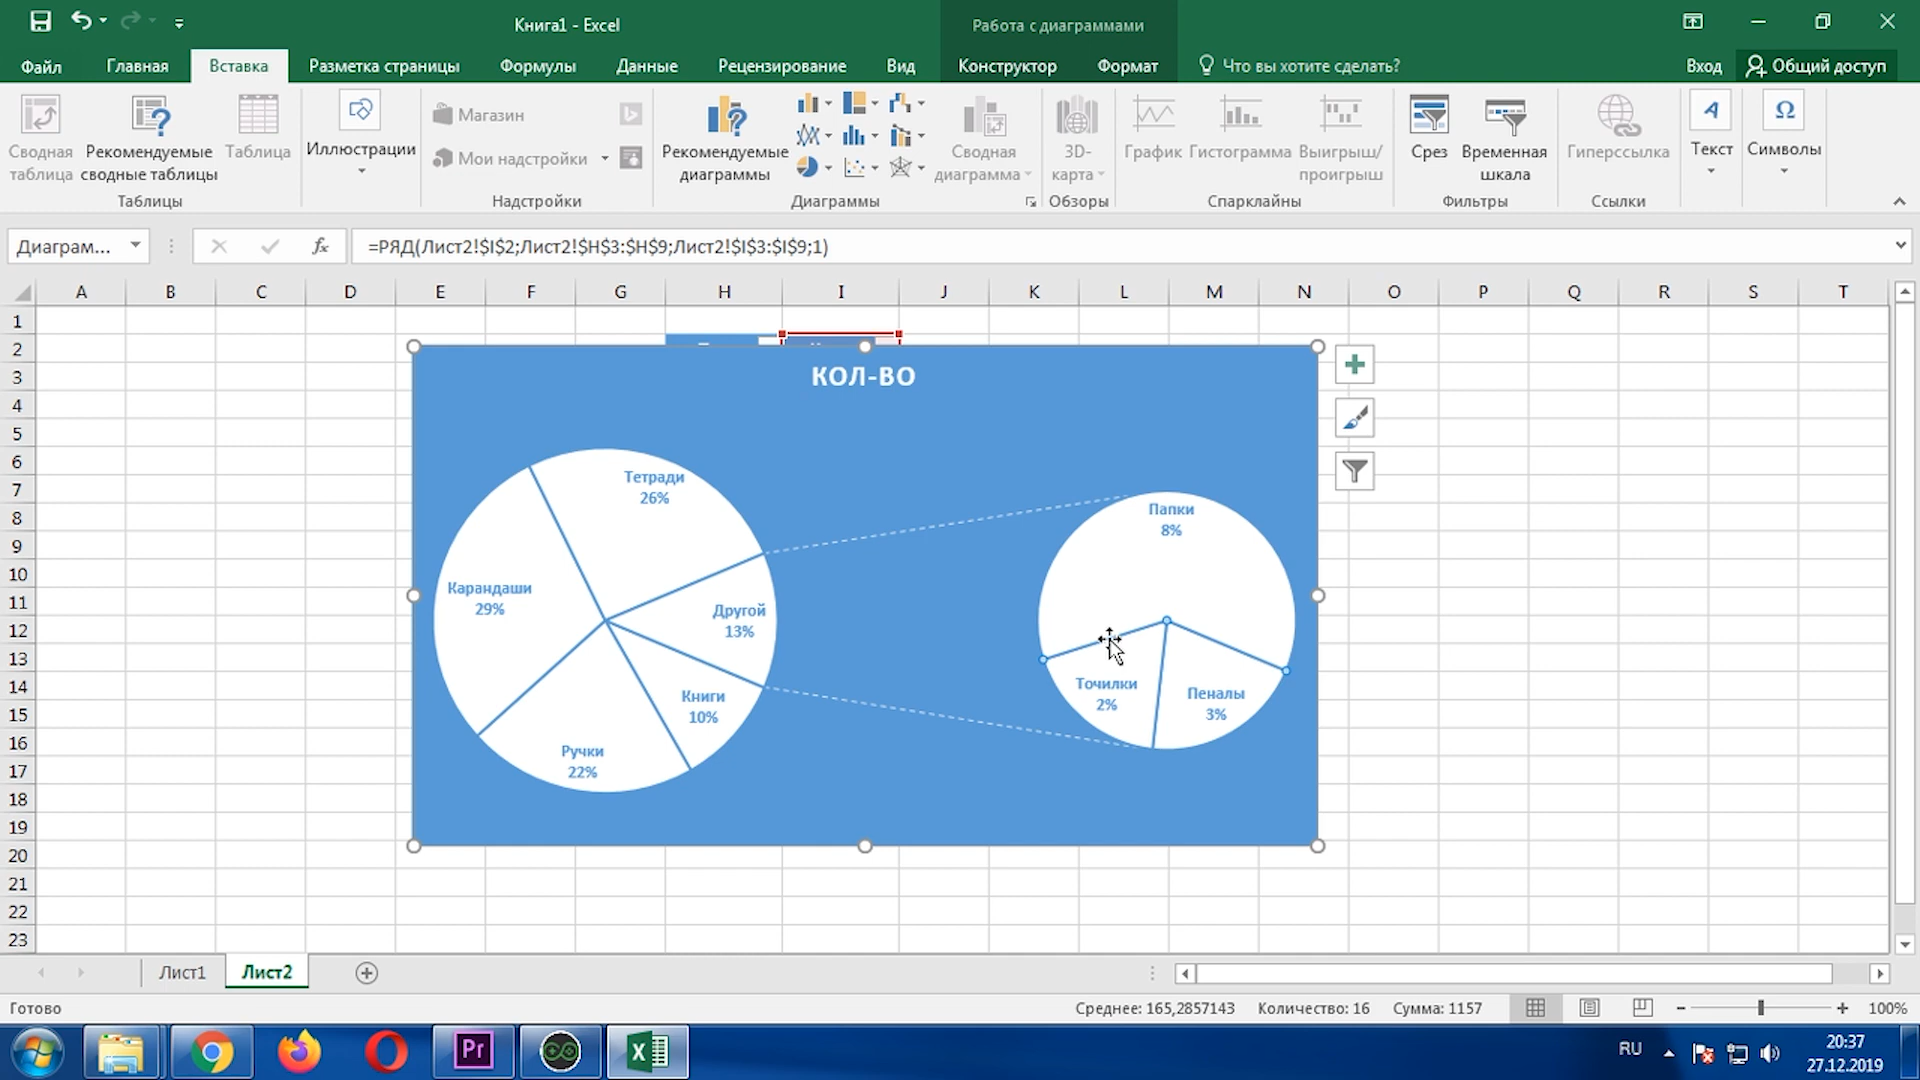 Книга1 - Excel
Работа с диаграммами
Файл
Главная
Вставка
Разметка страницы
Формулы
Данные
Рецензирование
Вид
Конструктор
Формат
Что вы хотите сделать?
Вход
Общий доступ
Сводная
таблица
Рекомендуемые
сводные таблицы
Таблица
Таблицы
Иллюстрации
Магазин
Мои надстройки
Надстройки
Рекомендуемые
диаграммы
Диаграммы
Сводная
диаграмма
3D-
карта
Обзоры
График
Гистограмма
Выигрыш/
проигрыш
Спарклайны
Срез
Временная
шкала
Фильтры
Гиперссылка
Ссылки
Текст
Символы
Диаграм...
fx
=РЯД(Лист2!$I$2;Лист2!$H$3:$H$9;Лист2!$I$3:$I$9;1)
A B C D E F G H I J K L M N O P Q R S T
1
2
3
4
5
6
7
8
9
10
11
12
13
14
15
16
17
18
19
20
21
22
23
КОЛ-ВО
Тетради
26%
Карандаши
29%
Другой
13%
Книги
10%
Ручки
22%
Папки
8%
Точилки
2%
Пеналы
3%
Лист1
Лист2
Готово
Среднее: 165,2857143
Количество: 16
Сумма: 1157
100%
Pr
RU
20:37
27.12.2019